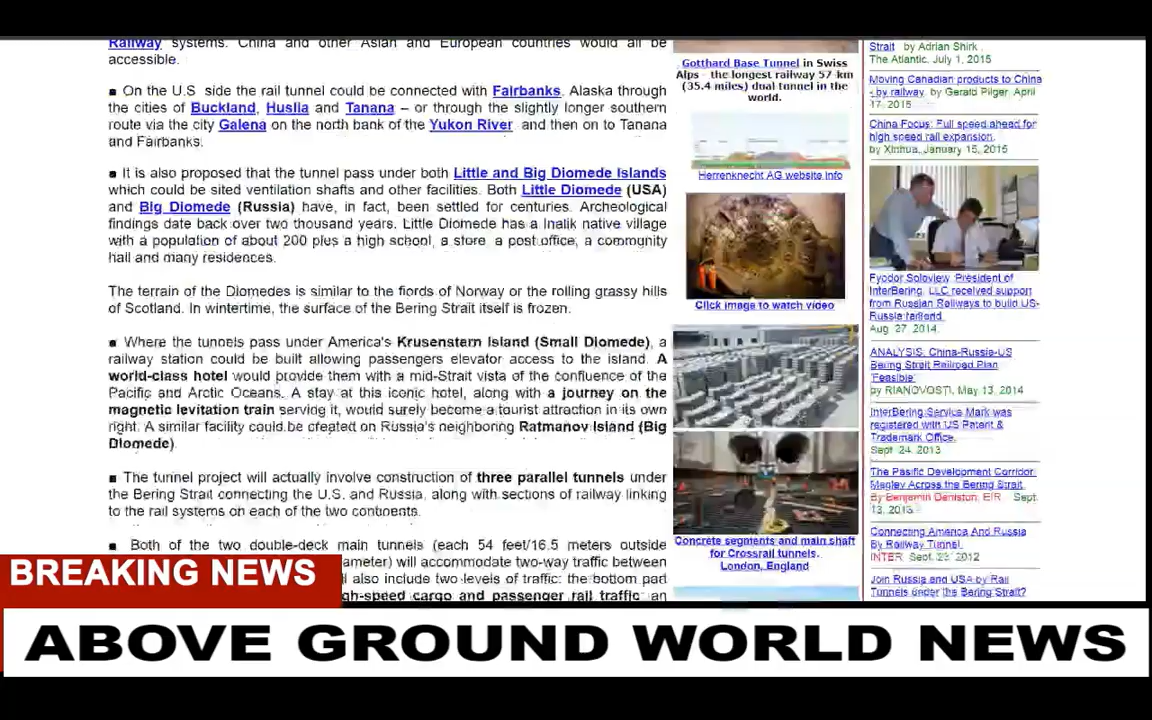 Railway systems. China and other Asian and European countries would all be
accessible.
■ On the U.S side the rail tunnel could be connected with Fairbanks, Alaska through
the cities of Buckland, Huslia and Tanana – or through the slightly longer southern
route via the city Galena on the north bank of the Yukon River and then on to Tanana
and Fairbanks.
■ It is also proposed that the tunnel pass under both Little and Big Diomede Islands
which could be sited ventilation shafts and other facilities. Both Little Diomede (USA)
and Big Diomede (Russia) have, in fact, been settled for centuries. Archeological
findings date back over two thousand years. Little Diomede has a Inalik native village
with a population of about 200 plus a high school, a store a post office, a community
hall and many residences.
The terrain of the Diomedes is similar to the fiords of Norway or the rolling grassy hills
of Scotland. In wintertime, the surface of the Bering Strait itself is frozen.
■ Where the tunnels pass under America's Krusenstern Island (Small Diomede), a
railway station could be built allowing passengers elevator access to the island. A
world-class hotel would provide them with a mid-Strait vista of the confluence of the
Pacific and Arctic Oceans. A stay at this iconic hotel, along with a journey on the
magnetic levitation train serving it, would surely become a tourist attraction in its own
right. A similar facility could be created on Russia's neighboring Ratmanov Island (Big
Diomede).
■ The tunnel project will actually involve construction of three parallel tunnels under
the Bering Strait connecting the U.S. and Russia, along with sections of railway linking
to the rail systems on each of the two continents.
■ Both of the two double-deck main tunnels (each 54 feet/16.5 meters outside
ameter) will accommodate two-way traffic between
l also include two levels of traffic: the bottom part
gh-speed cargo and passenger rail traffic an
Gotthard Base Tunnel in Swiss
Alps - the longest railway 57-km
(35.4 miles) dual tunnel in the
world.
Herrenknecht AG website info
Click image to watch video
Concrete segments and main shaft
for Crossrail tunnels.
London, England
Strait by Adrian Shirk.
The Atlantic, July 1, 2015
Moving Canadian products to China
- by railway by Gerald Pilger, April
17, 2015
China Focus: Full speed ahead for
high speed rail expansion.
by Xinhua, January 15, 2015
Fyodor Soloview President of
InterBering, LLC received support
from Russian Railways to build US-
Russia railroad.
Aug. 27, 2014.
ANALYSIS: China-Russia-US
Bering Strait Railroad Plan
'Feasible'
by RIANOVOSTI, May 13, 2014
InterBering Service Mark was
registered with US Patent &
Trademark Office.
Sept. 24, 2013
The Pasific Development Corridor:
Maglev Across the Bering Strait.
By Benjamin Deniston, EIR Sept.
13, 2013
Connecting America And Russia
By Railway Tunnel.
INTER Sept. 23, 2012
Join Russia and USA by Rail
Tunnels under the Bering Strait?
BREAKING NEWS
ABOVE GROUND WORLD NEWS